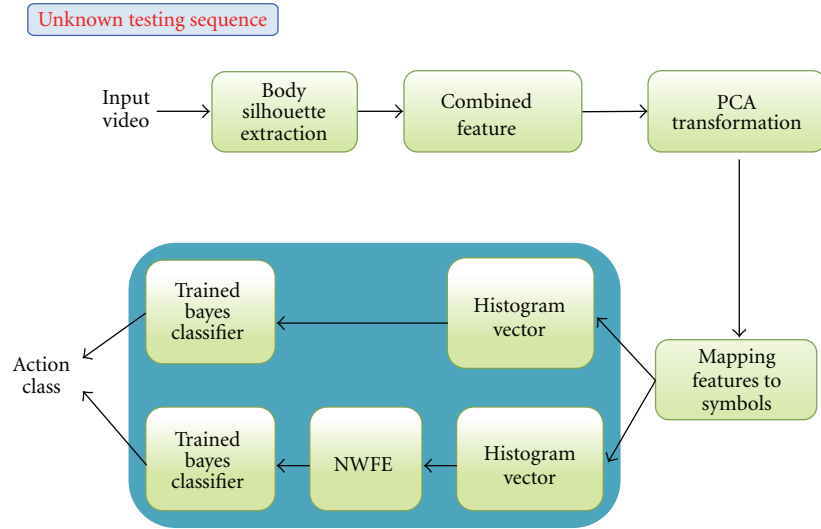 Unknown testing sequence
Input
video
Body
silhouette
extraction
Combined
feature
PCA
transformation
Mapping
features to
symbols
Histogram
vector
Trained
bayes
classifier
Histogram
vector
NWFE
Trained
bayes
classifier
Action
class